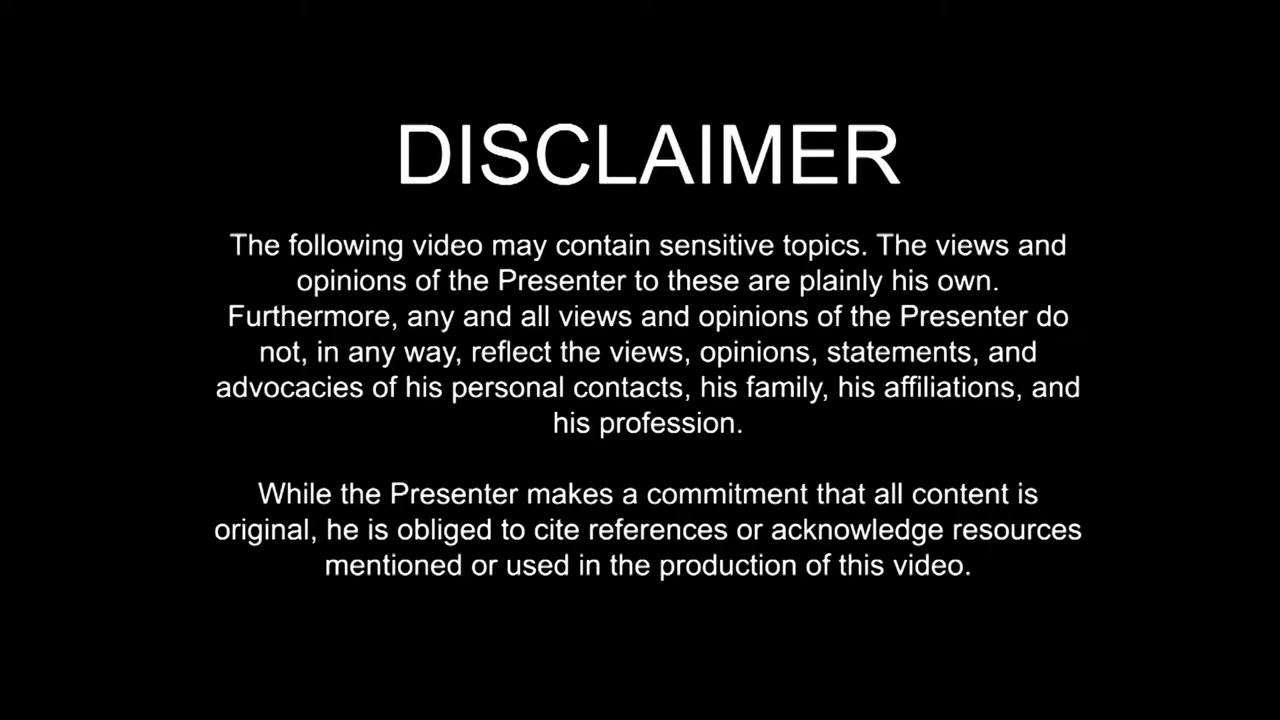 DISCLAIMER
The following video may contain sensitive topics. The views and
opinions of the Presenter to these are plainly his own.
Furthermore, any and all views and opinions of the Presenter do
not, in any way, reflect the views, opinions, statements, and
advocacies of his personal contacts, his family, his affiliations, and
his profession.
While the Presenter makes a commitment that all content is
original, he is obliged to cite references or acknowledge resources
mentioned or used in the production of this video.